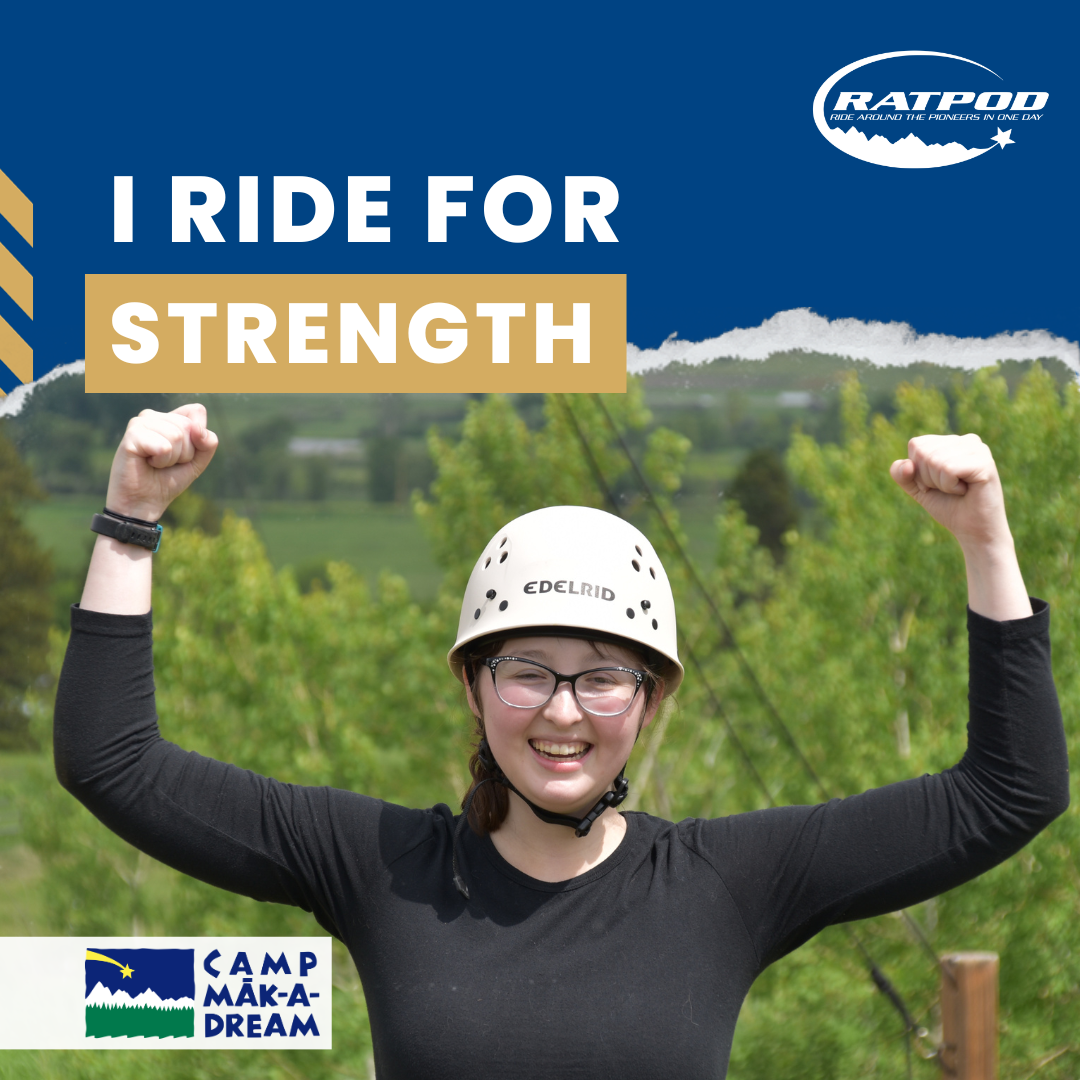 RATPOD
RIDE AROUND THE PIONEERS IN ONE DAY
I RIDE FOR
STRENGTH
EDELRID
CAMP
MĀK-A-
DREAM